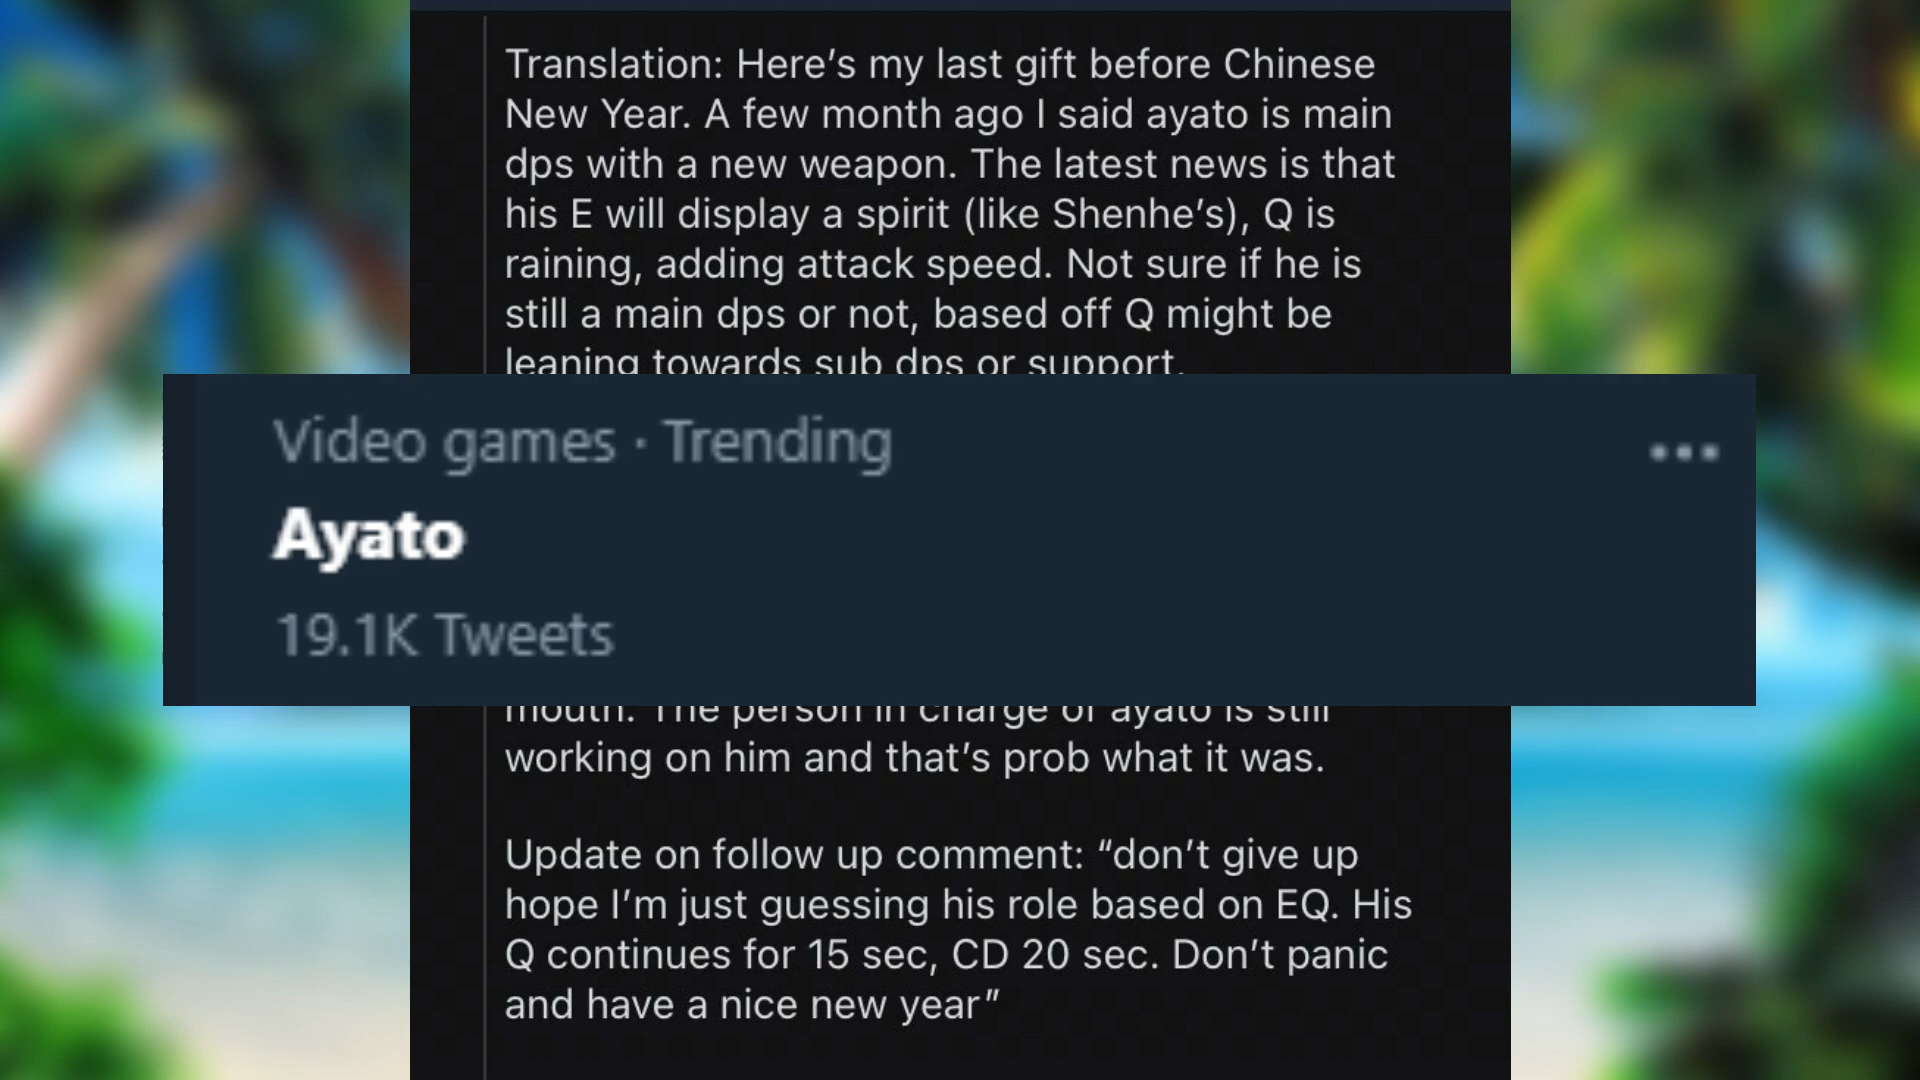 Translation: Here’s my last gift before Chinese
New Year. A few month ago I said ayato is main
dps with a new weapon. The latest news is that
his E will display a spirit (like Shenhe’s), Q is
raining, adding attack speed. Not sure if he is
still a main dps or not, based off Q might be
leaning towards sub dps or support.
Video games · Trending
Ayato
19.1K Tweets
mouth. The person in charge of ayato is still
working on him and that’s prob what it was.
Update on follow up comment: “don’t give up
hope I’m just guessing his role based on EQ. His
Q continues for 15 sec, CD 20 sec. Don’t panic
and have a nice new year”